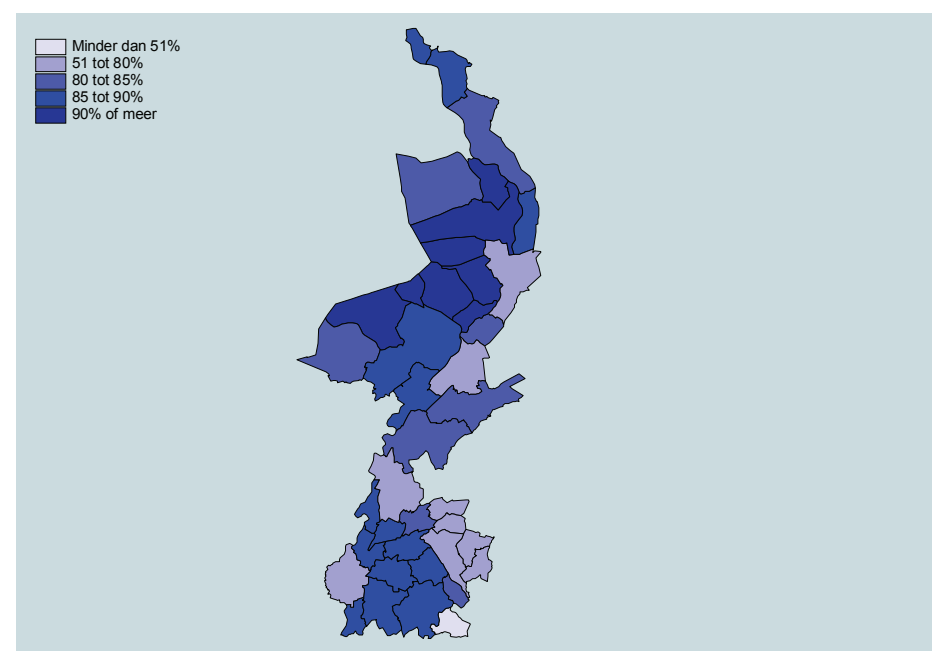 Minder dan 51%
51 tot 80%
80 tot 85%
85 tot 90%
90% of meer